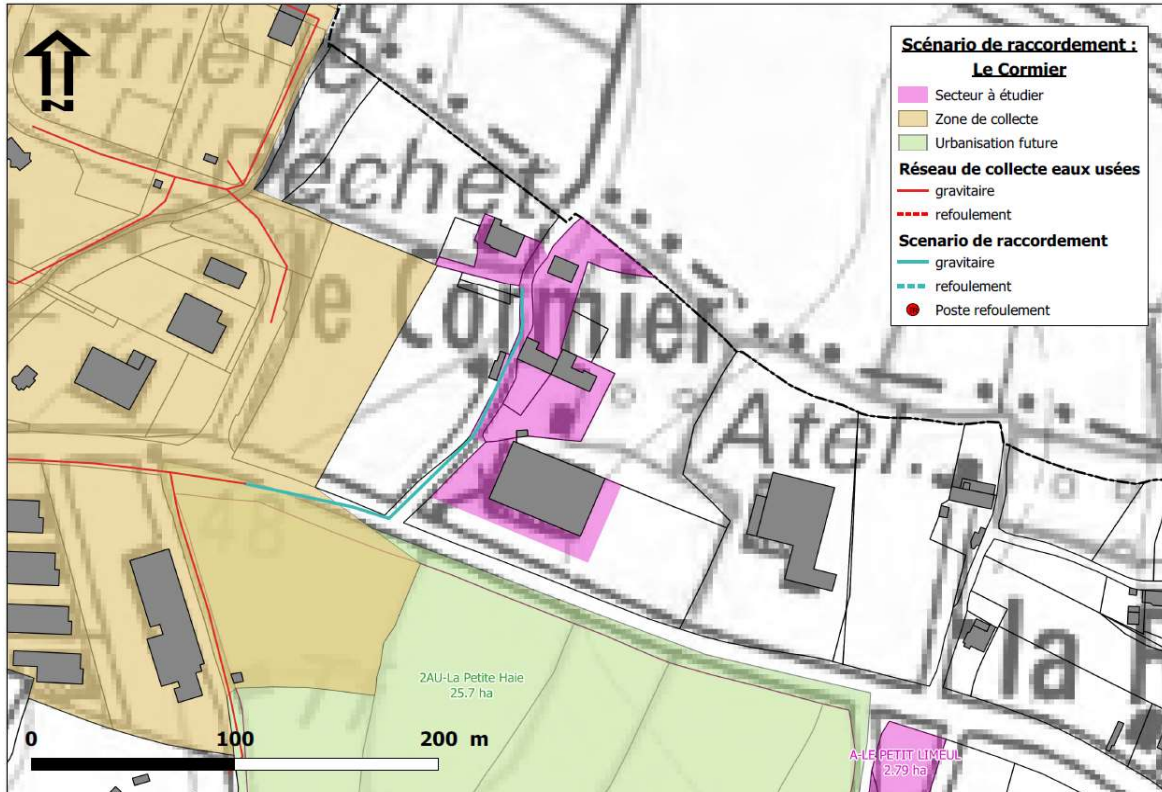 N
Scénario de raccordement :
Le Cormier
Secteur à étudier
Zone de collecte
Urbanisation future
Réseau de collecte eaux usées
gravitaire
refoulement
Scenario de raccordement
gravitaire
refoulement
Poste refoulement
Déchet
le Cormier
Atel.
la
2AU-La Petite Haie
25.7 ha
A-LE PETIT LIMEUL
2.79 ha
0 100 200 m